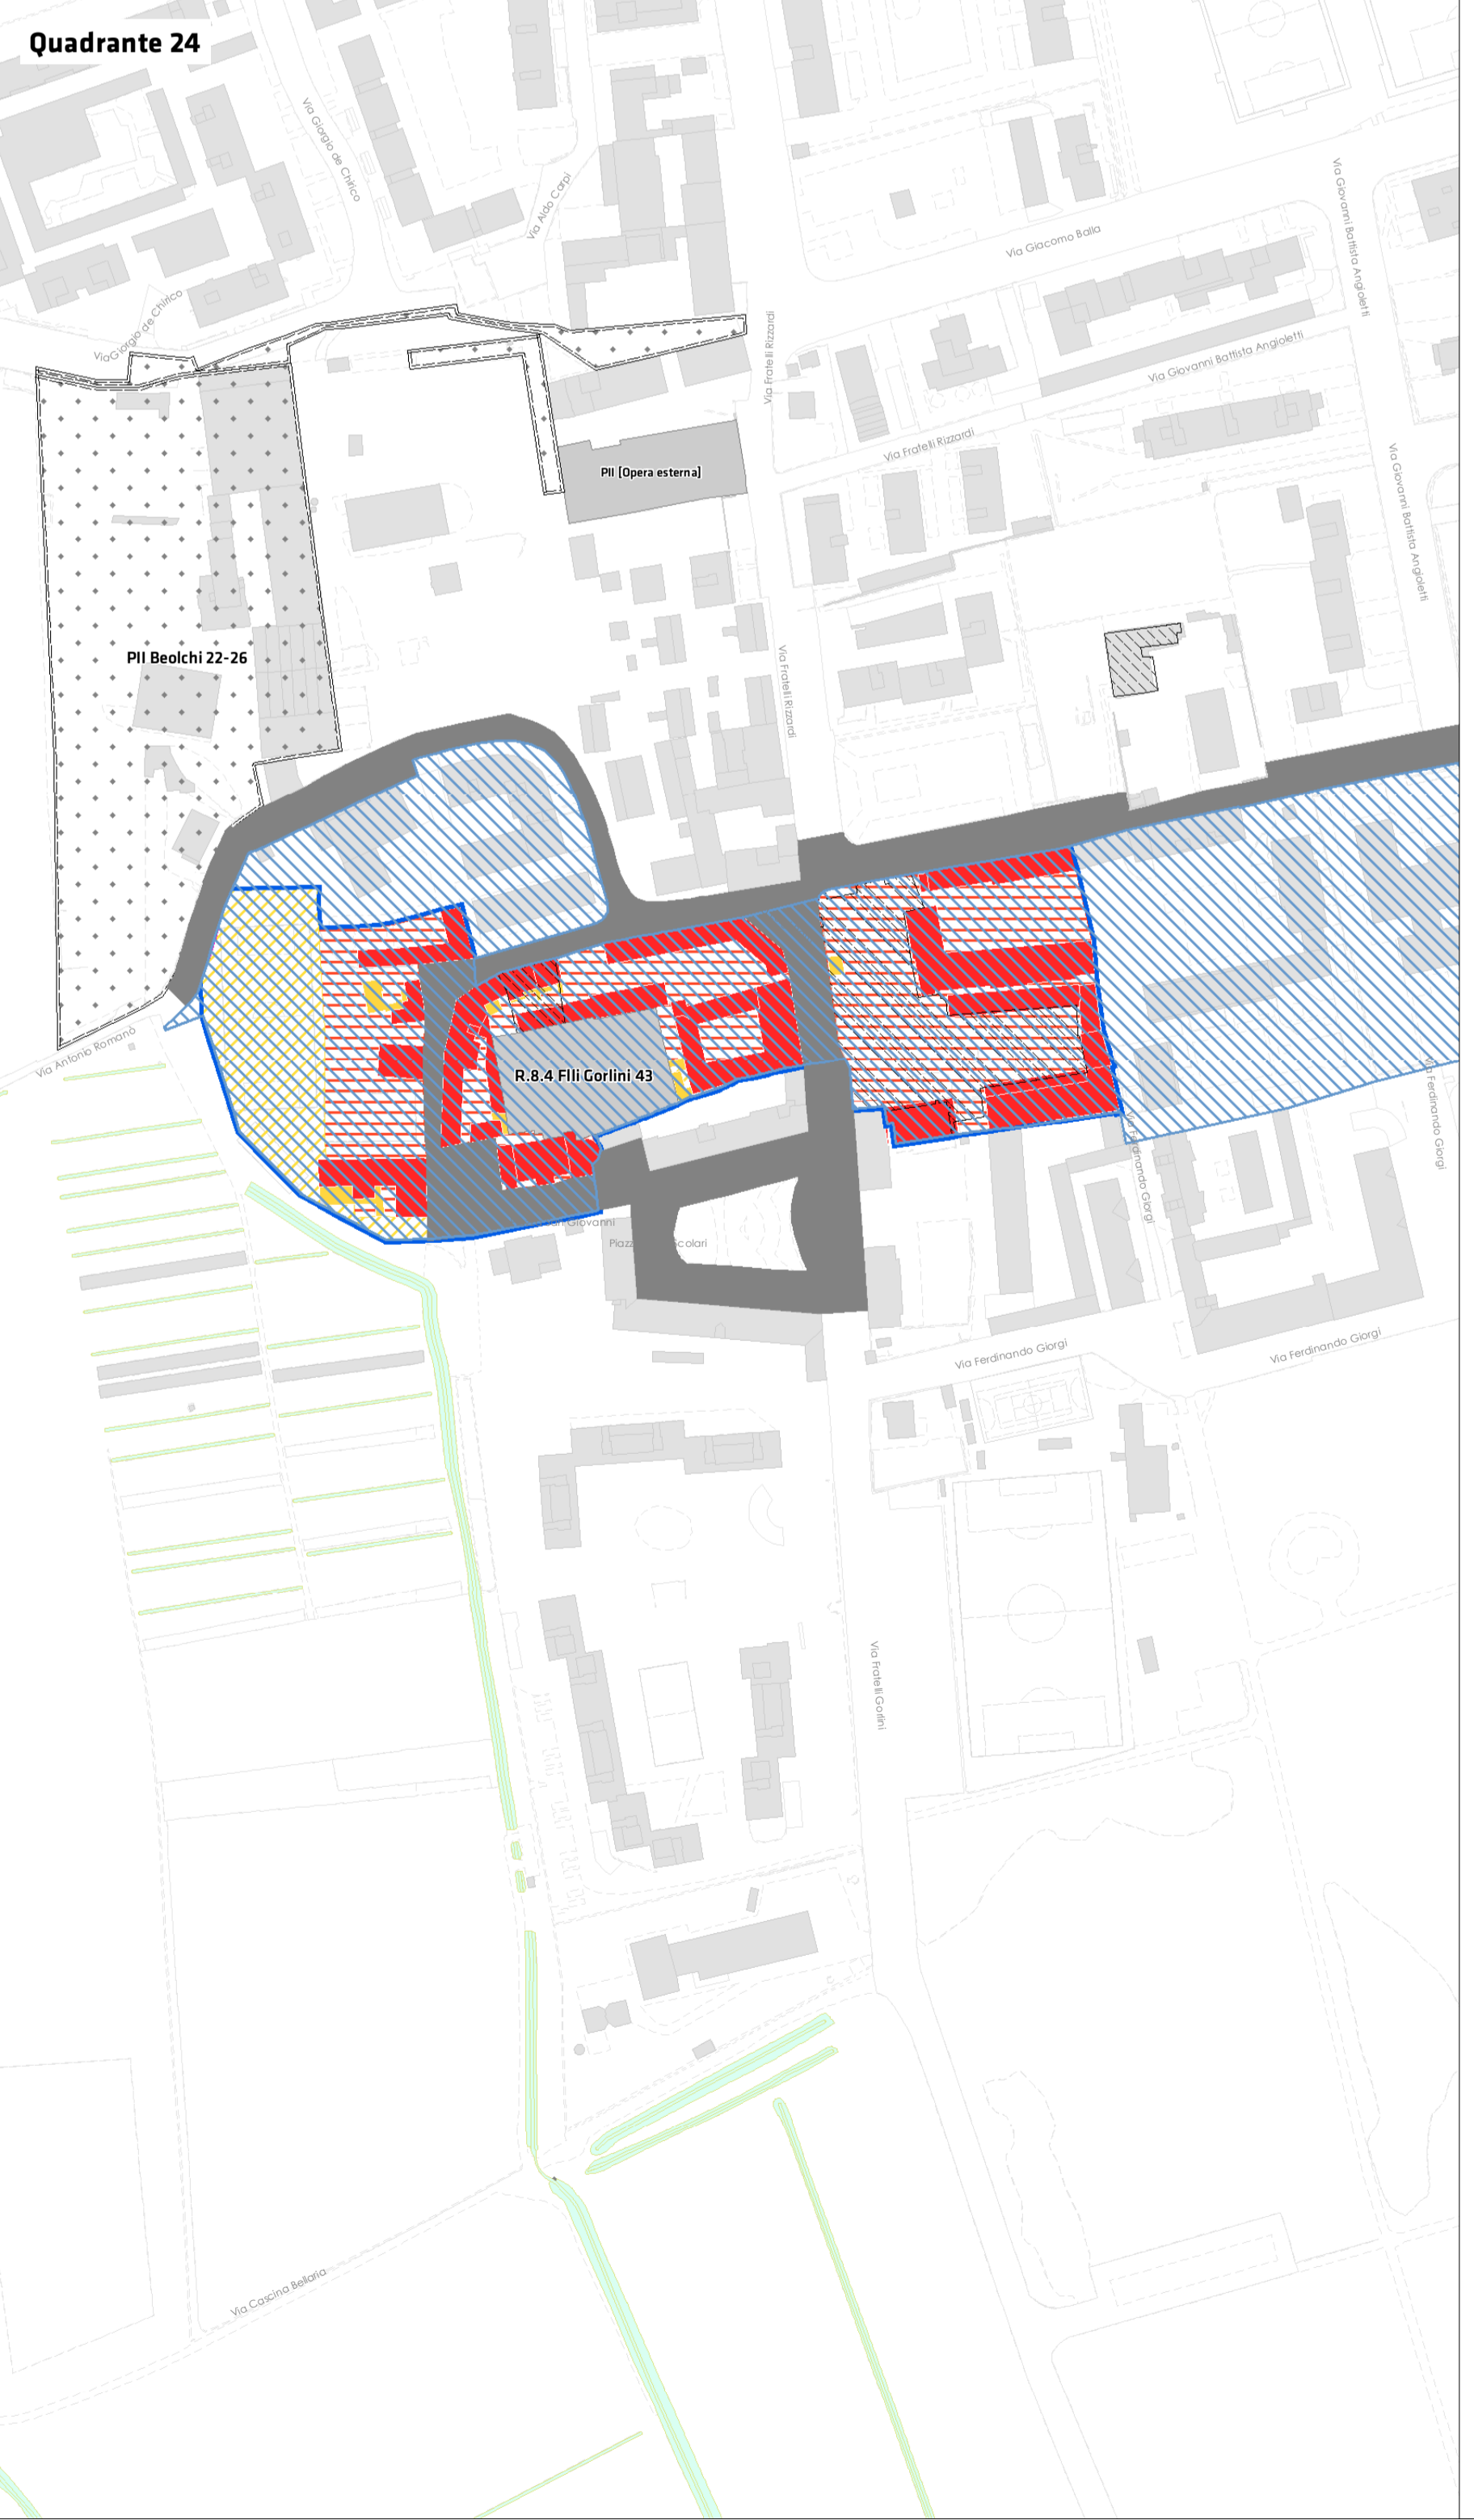 Quadrante 24
Via Giorgio de Chirico
Via Aldo Carpi
Via Giovanni Battista Angioletti
Via Giacomo Balla
Via Giorgio de Chirico
Via Fratelli Rizzardi
Via Giovanni Battista Angioletti
Via Fratelli Rizzardi
PII [Opera esterna]
Via Giovanni Battista Angioletti
PII Beolchi 22-26
Via Fratelli Rizzardi
Via Antonio Romanò
R.8.4 Flli Gorlini 43
Via Ferdinando Giorgi
Via Ferdinando Giorgi
Giovanni
Piazz
colari
Via Ferdinando Giorgi
Via Ferdinando Giorgi
Via Fratelli Gorlini
Via Cascina Bellaria